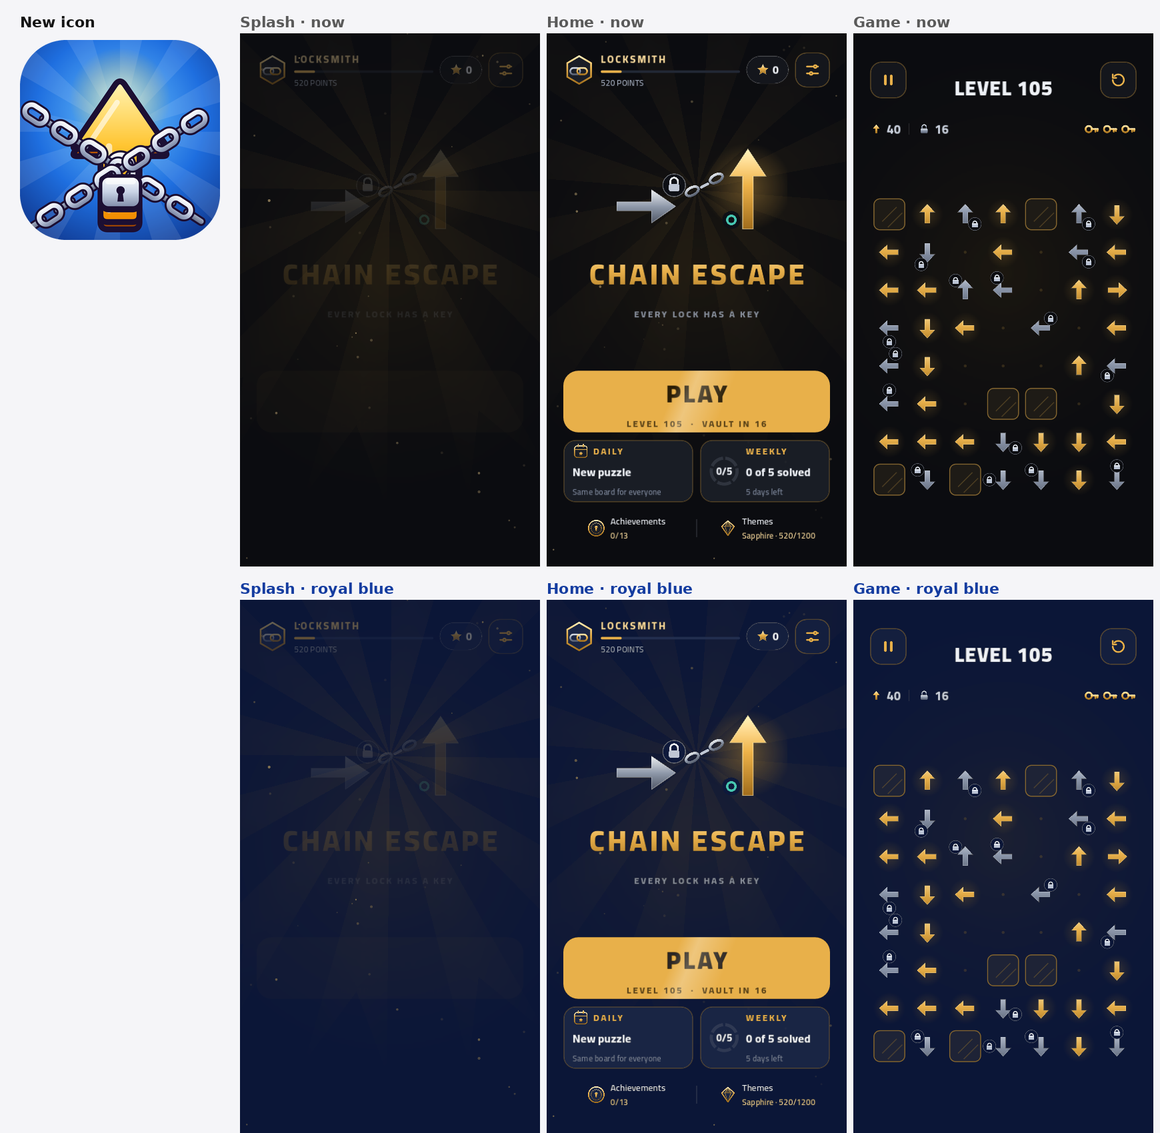 New icon
Splash · now
Home · now
Game · now
LOCKSMITH
520 POINTS
0
CHAIN ESCAPE
EVERY LOCK HAS A KEY
LOCKSMITH
520 POINTS
0
CHAIN ESCAPE
EVERY LOCK HAS A KEY
PLAY
LEVEL 105 · VAULT IN 16
DAILY
New puzzle
Same board for everyone
0/5
WEEKLY
0 of 5 solved
5 days left
Achievements
0/13
Themes
Sapphire · 520/1200
LEVEL 105
40
16
Splash · royal blue
Home · royal blue
Game · royal blue
LOCKSMITH
520 POINTS
0
CHAIN ESCAPE
EVERY LOCK HAS A KEY
LOCKSMITH
520 POINTS
0
CHAIN ESCAPE
EVERY LOCK HAS A KEY
PLAY
LEVEL 105 · VAULT IN 16
DAILY
New puzzle
Same board for everyone
0/5
WEEKLY
0 of 5 solved
5 days left
Achievements
0/13
Themes
Sapphire · 520/1200
LEVEL 105
40
16